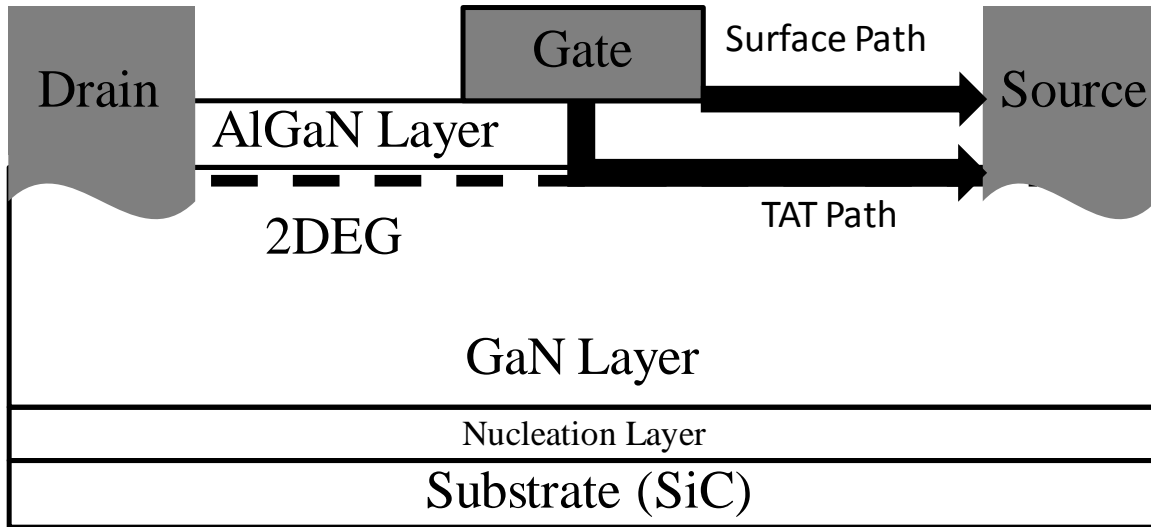 Gate
Surface Path
Drain
Source
AlGaN Layer
TAT Path
2DEG
GaN Layer
Nucleation Layer
Substrate (SiC)